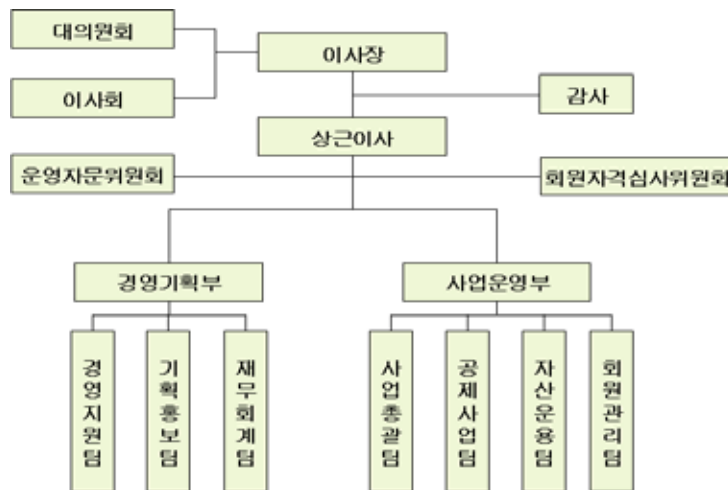 대의원회
이사장
이사회
감사
상근이사
운영자문위원회
회원자격심사위원회
경영기획부
사업운영부
경영지원팀
기획홍보팀
재무회계팀
사업총괄팀
공제사업팀
자산운용팀
회원관리팀